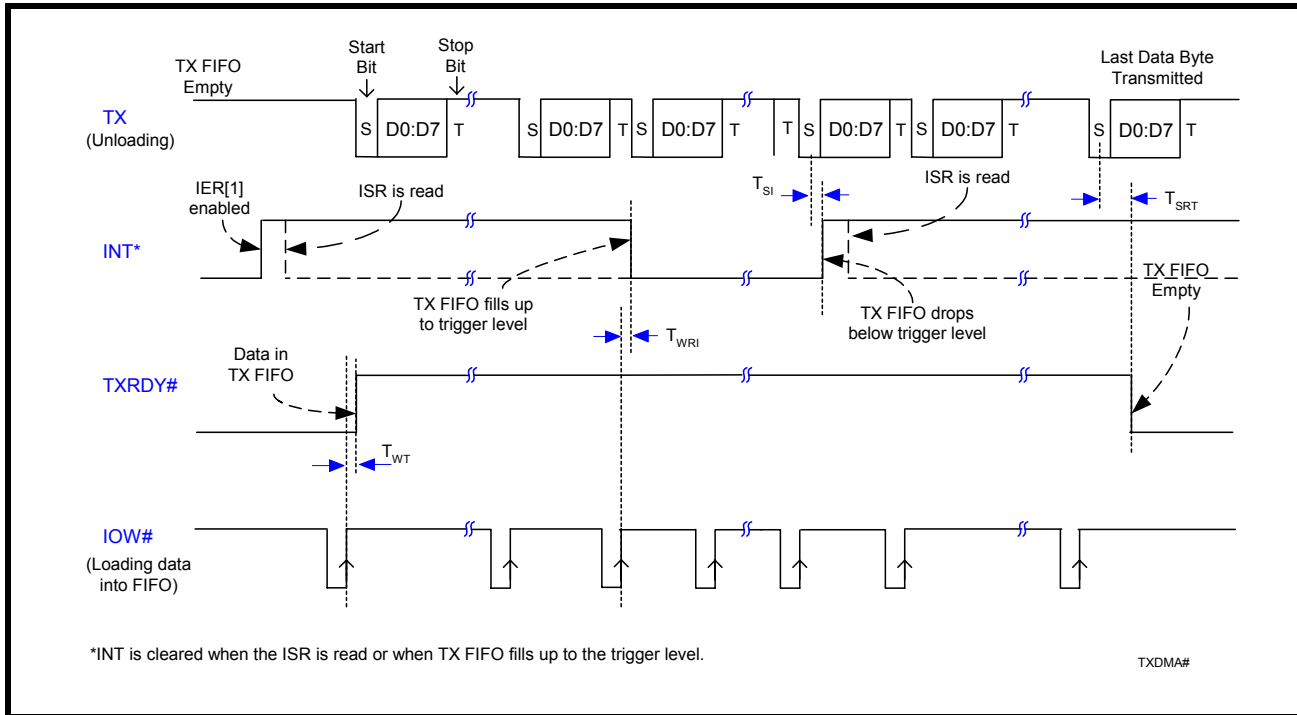 TX FIFO
Empty
Start
Bit
Stop
Bit
Last Data Byte
Transmitted
TX
(Unloading)
S D0:D7 T S D0:D7 T S D0:D7 T T S D0:D7 T S D0:D7 T S D0:D7 T
IER[1]
enabled
ISR is read
TSI
ISR is read
TSRT
INT*
TX FIFO fills up
to trigger level
TX FIFO drops
below trigger level
TX FIFO
Empty
TWRI
Data in
TX FIFO
TXRDY#
TWT
IOW#
(Loading data
into FIFO)
*INT is cleared when the ISR is read or when TX FIFO fills up to the trigger level.
TXDMA#